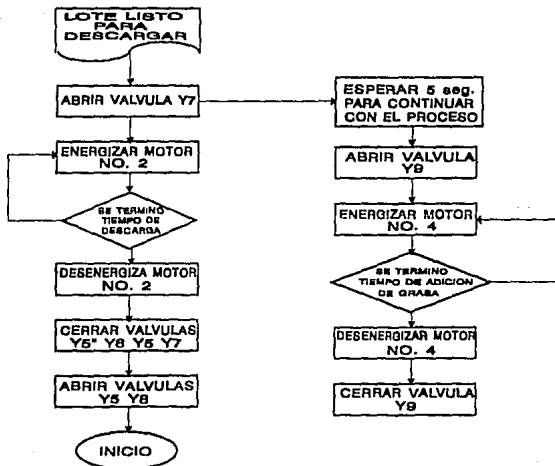 LOTE LISTO
PARA
DESCARGAR
ABRIR VALVULA Y7
ENERGIZAR MOTOR
NO. 2
SE TERMINO
TIEMPO DE
DESCARGA
DESENERGIZA MOTOR
NO. 2
CERRAR VALVULAS
Y5" Y6 Y5 Y7
ABRIR VALVULAS
Y5 Y8
INICIO
ESPERAR 5 seg.
PARA CONTINUAR
CON EL PROCESO
ABRIR VALVULA
Y9
ENERGIZAR MOTOR
NO. 4
SE TERMINO
TIEMPO DE ADICION
DE GRASA
DESENERGIZAR MOTOR
NO. 4
CERRAR VALVULA
Y9